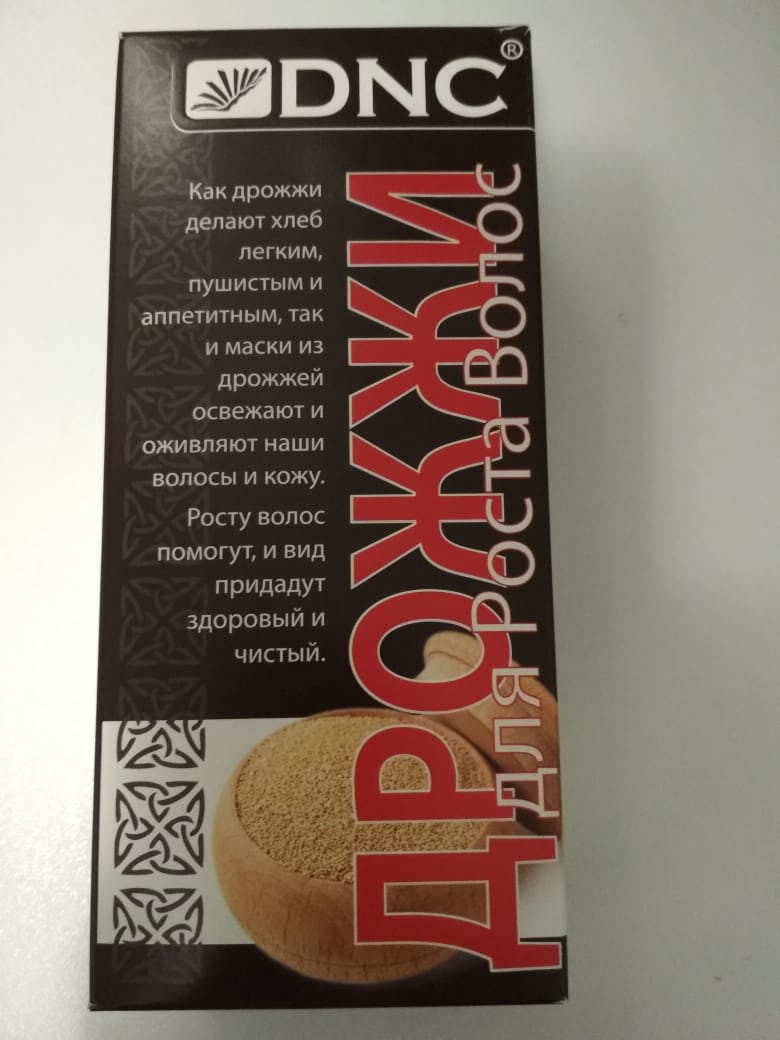 DNC®
Как дрожжи
делают хлеб
легким,
пушистым и
аппетитным, так
и маски из
дрожжей
освежают и
оживляют наши
волосы и кожу.
Росту волос
помогут, и вид
придадут
здоровый и
чистый.
ДРОЖЖИ
Для Роста Волос